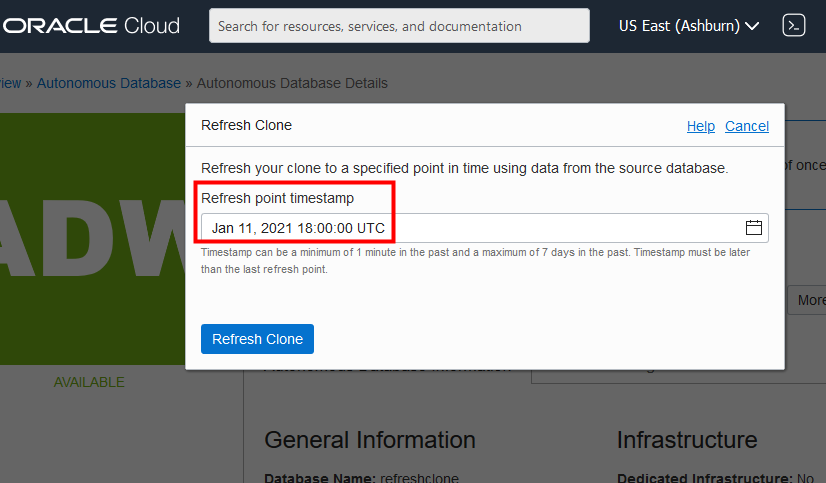 ORACLE Cloud
Search for resources, services, and documentation
US East (Ashburn)
» Autonomous Database » Autonomous Database Details
Refresh Clone
Help Cancel
of once
Refresh your clone to a specified point in time using data from the source database.
Refresh point timestamp
ADW
Jan 11, 2021 18:00:00 UTC
Timestamp can be a minimum of 1 minute in the past and a maximum of 7 days in the past. Timestamp must be later
than the last refresh point.
More
Refresh Clone
AVAILABLE
General Information
Infrastructure
Database Name: refreshclone
Dedicated Infrastructure: No